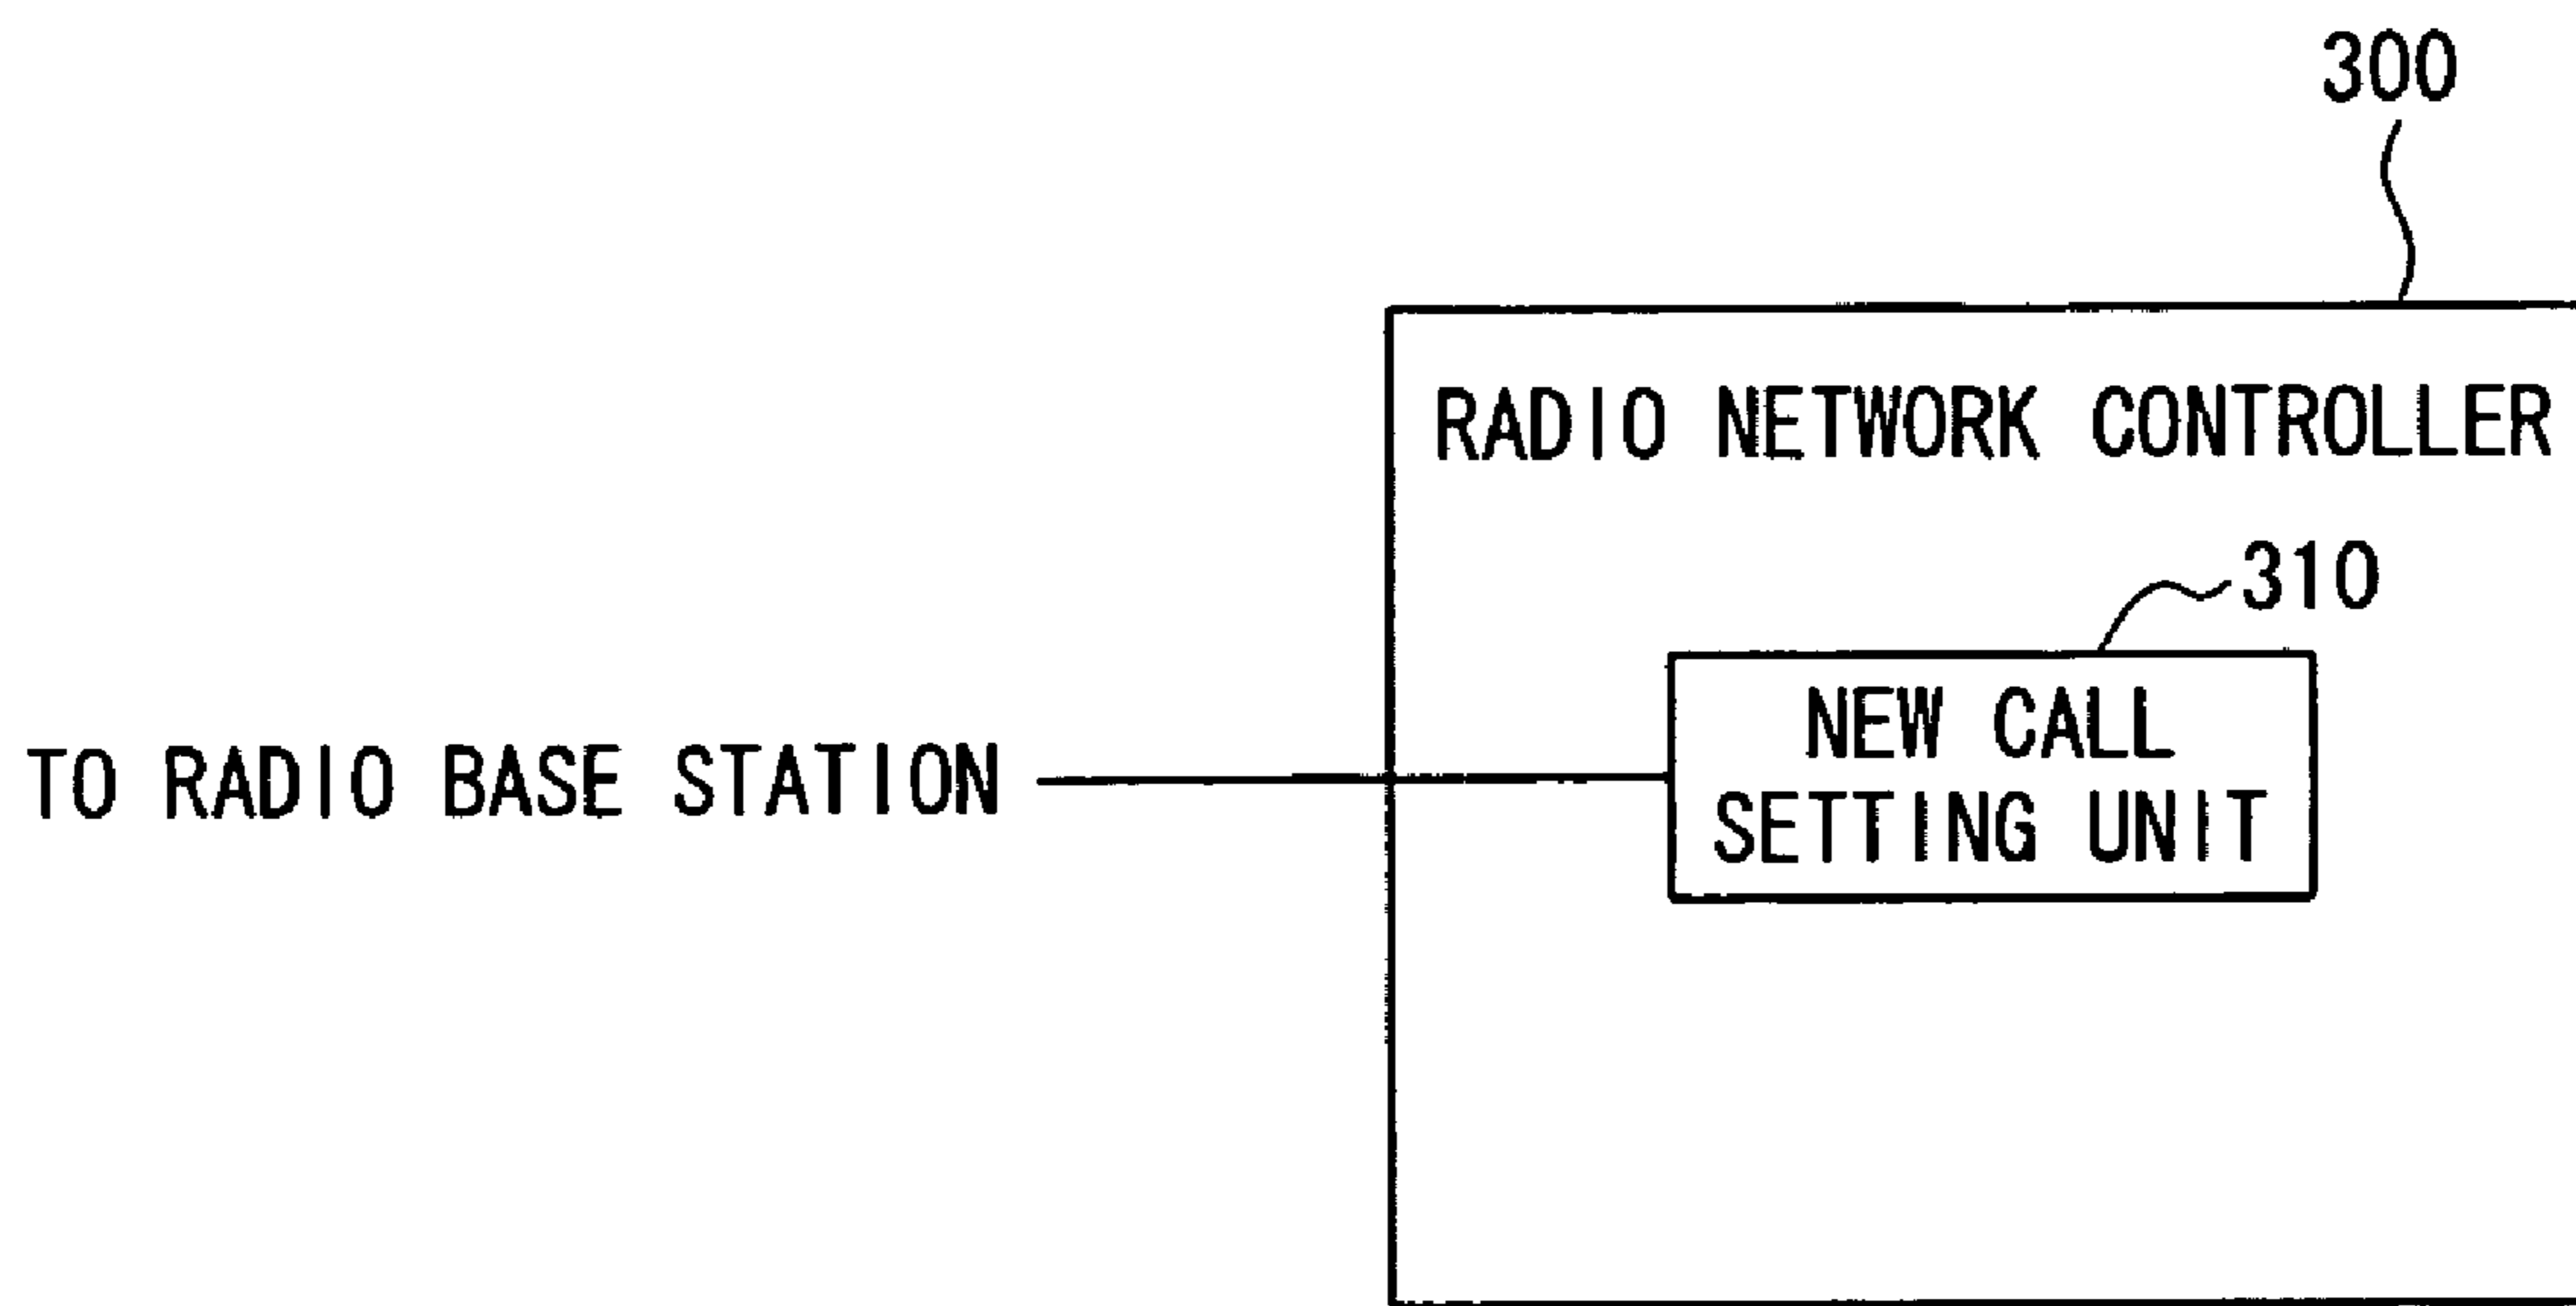 300
RADIO NETWORK CONTROLLER
310
NEW CALL
SETTING UNIT
TO RADIO BASE STATION